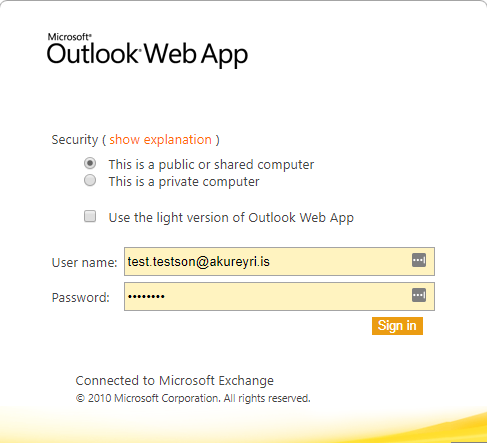 Microsoft®
Outlook® Web App
Security ( show explanation )
This is a public or shared computer
This is a private computer
Use the light version of Outlook Web App
User name: test.testson@akureyri.is
Password: ••••••••
Sign in
Connected to Microsoft Exchange
© 2010 Microsoft Corporation. All rights reserved.